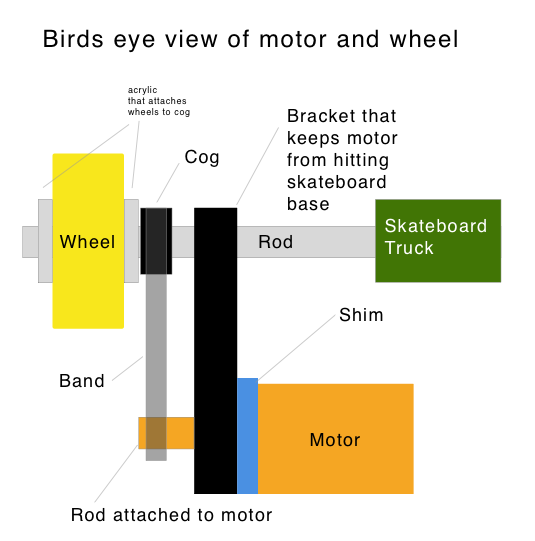 Birds eye view of motor and wheel
acrylic
that attaches
wheels to cog
Bracket that
keeps motor
from hitting
skateboard
base
Cog
Skateboard
Truck
Wheel
Rod
Shim
Band
Motor
Rod attached to motor